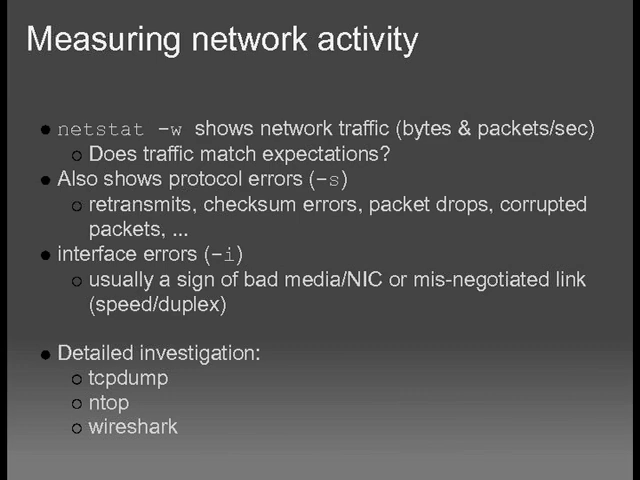 Measuring network activity
● netstat -w shows network traffic (bytes & packets/sec)
○ Does traffic match expectations?
● Also shows protocol errors (-s)
○ retransmits, checksum errors, packet drops, corrupted
packets, ...
● interface errors (-i)
○ usually a sign of bad media/NIC or mis-negotiated link
(speed/duplex)
● Detailed investigation:
○ tcpdump
○ ntop
○ wireshark